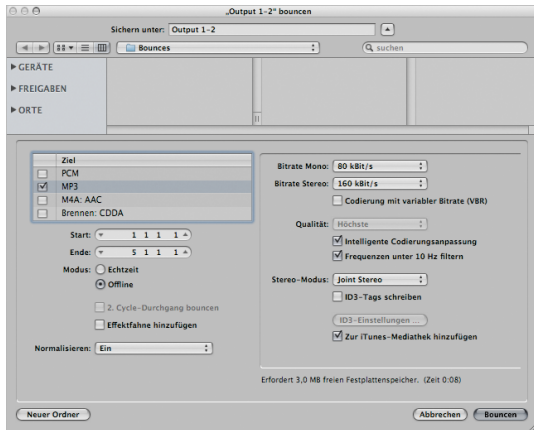 „Output 1-2“ bouncen
Sichern unter: Output 1-2
Bounces
suchen
GERÄTE
FREIGABEN
ORTE
Ziel
PCM
MP3
M4A: AAC
Brennen: CDDA
Start: 1 1 1 1
Ende: 5 1 1 1
Modus: Echtzeit
Offline
2. Cycle-Durchgang bouncen
Effektfahne hinzufügen
Normalisieren: Ein
Bitrate Mono: 80 kBit/s
Bitrate Stereo: 160 kBit/s
Codierung mit variabler Bitrate (VBR)
Qualität: Höchste
Intelligente Codierungsanpassung
Frequenzen unter 10 Hz filtern
Stereo-Modus: Joint Stereo
ID3-Tags schreiben
ID3-Einstellungen ...
Zur iTunes-Mediathek hinzufügen
Erfordert 3,0 MB freien Festplattenspeicher. (Zeit 0:08)
Neuer Ordner
Abbrechen
Bouncen